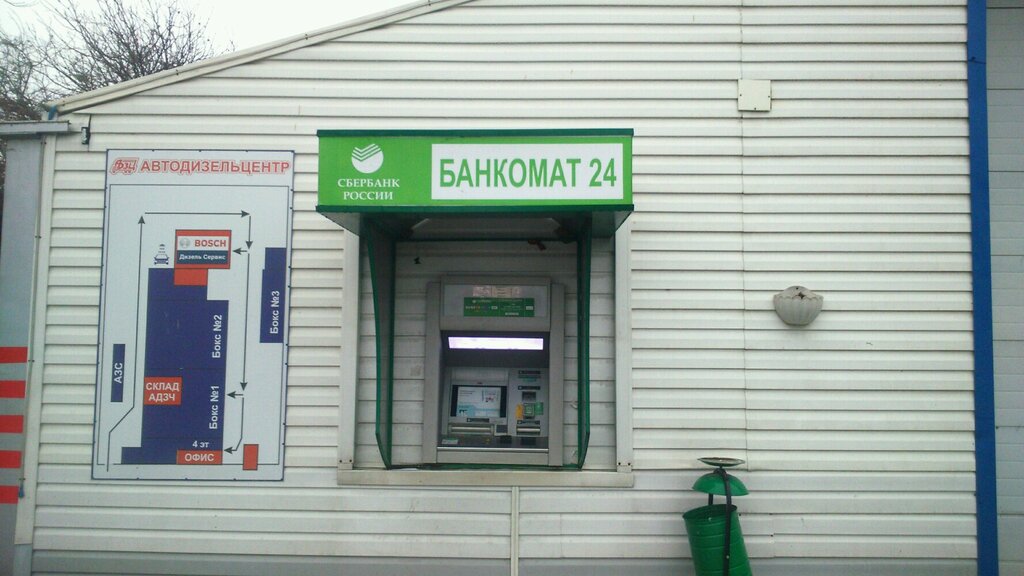 АВТОДИЗЕЛЬЦЕНТР
BOSCH
Дизель Сервис
Бокс №3
Бокс №2
АЗС
СКЛАД
АДЗЧ
Бокс №1
4 эт
ОФИС
СБЕРБАНК
РОССИИ
БАНКОМАТ 24